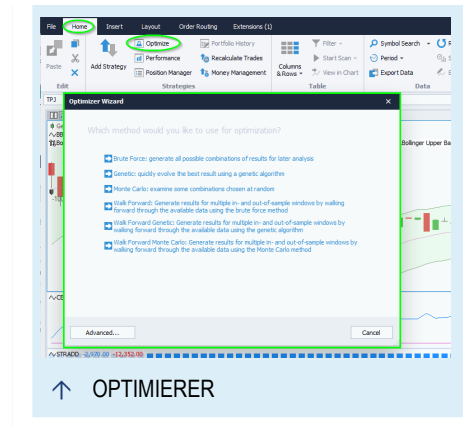 File Home Insert Layout Order Routing Extensions (1)
Optimize Portfolio History Filter Symbol Search
Performance Recalculate Trades Start Scan Period
Paste Add Strategy Position Manager Money Management Columns & Rows View in Chart Export Data
Edit Strategies Table Data
TPJ
Optimizer Wizard
Which method would you like to use for optimization?
Bollinger Upper
Brute Force: generate all possible combinations of results for later analysis
Genetic: quickly evolve the best result using a genetic algorithm
Monte Carlo: examine some combinations chosen at random
Walk Forward: Generate results for multiple in- and out-of-sample windows by walking
forward through the available data using the brute force method
Walk Forward Genetic: Generate results for multiple in- and out-of-sample windows by
walking forward through the available data using the genetic algorithm
Walk Forward Monte Carlo: Generate results for multiple in- and out-of-sample windows by
walking forward through the available data using the Monte Carlo method
Advanced... Cancel
STRADD -2,970.00 -12,352.00
OPTIMIERER